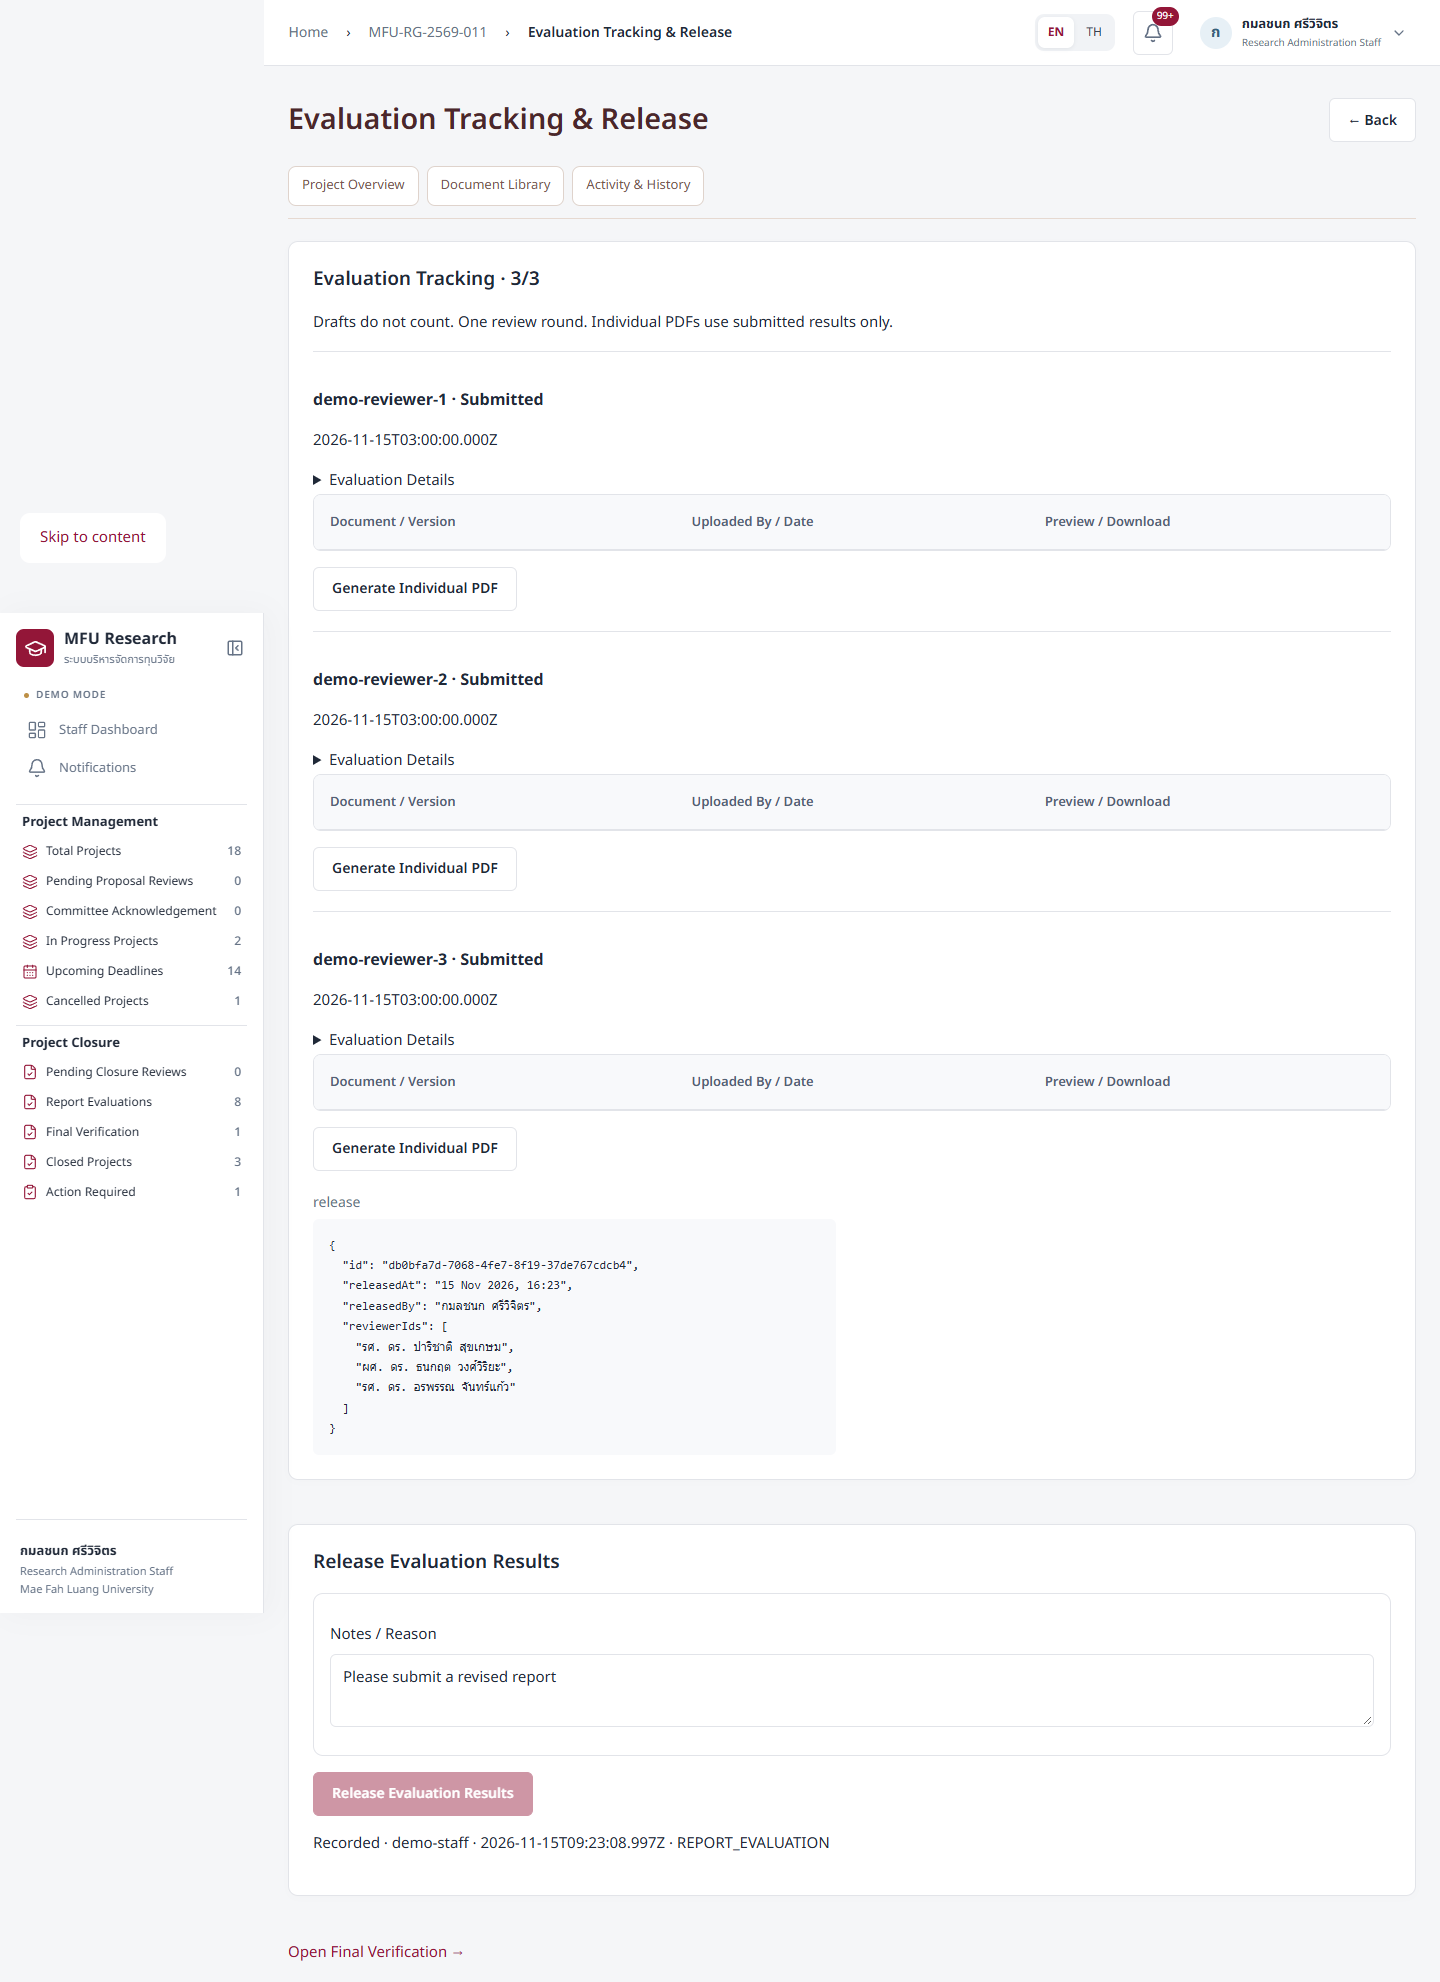 Home › MFU-RG-2569-011 › Evaluation Tracking & Release
EN TH
99+
ก
กมลชนก ศรีวิจิตร
Research Administration Staff
Evaluation Tracking & Release
← Back
Project Overview
Document Library
Activity & History
Evaluation Tracking · 3/3
Drafts do not count. One review round. Individual PDFs use submitted results only.
demo-reviewer-1 · Submitted
2026-11-15T03:00:00.000Z
▶ Evaluation Details
Document / Version Uploaded By / Date Preview / Download
Generate Individual PDF
demo-reviewer-2 · Submitted
2026-11-15T03:00:00.000Z
▶ Evaluation Details
Document / Version Uploaded By / Date Preview / Download
Generate Individual PDF
demo-reviewer-3 · Submitted
2026-11-15T03:00:00.000Z
▶ Evaluation Details
Document / Version Uploaded By / Date Preview / Download
Generate Individual PDF
release
{
"id": "db0bfa7d-7068-4fe7-8f19-37de767cdcb4",
"releasedAt": "15 Nov 2026, 16:23",
"releasedBy": "กมลชนก ศรีวิจิตร",
"reviewerIds": [
"รศ. ดร. ปาริชาติ สุขเกษม",
"ผศ. ดร. ธนกฤต วงศ์วิริยะ",
"รศ. ดร. อรพรรณ จันทร์แก้ว"
]
}
Release Evaluation Results
Notes / Reason
Please submit a revised report
Release Evaluation Results
Recorded · demo-staff · 2026-11-15T09:23:08.997Z · REPORT_EVALUATION
Open Final Verification →
Skip to content
MFU Research
ระบบบริหารจัดการทุนวิจัย
DEMO MODE
Staff Dashboard
Notifications
Project Management
Total Projects 18
Pending Proposal Reviews 0
Committee Acknowledgement 0
In Progress Projects 2
Upcoming Deadlines 14
Cancelled Projects 1
Project Closure
Pending Closure Reviews 0
Report Evaluations 8
Final Verification 1
Closed Projects 3
Action Required 1
กมลชนก ศรีวิจิตร
Research Administration Staff
Mae Fah Luang University